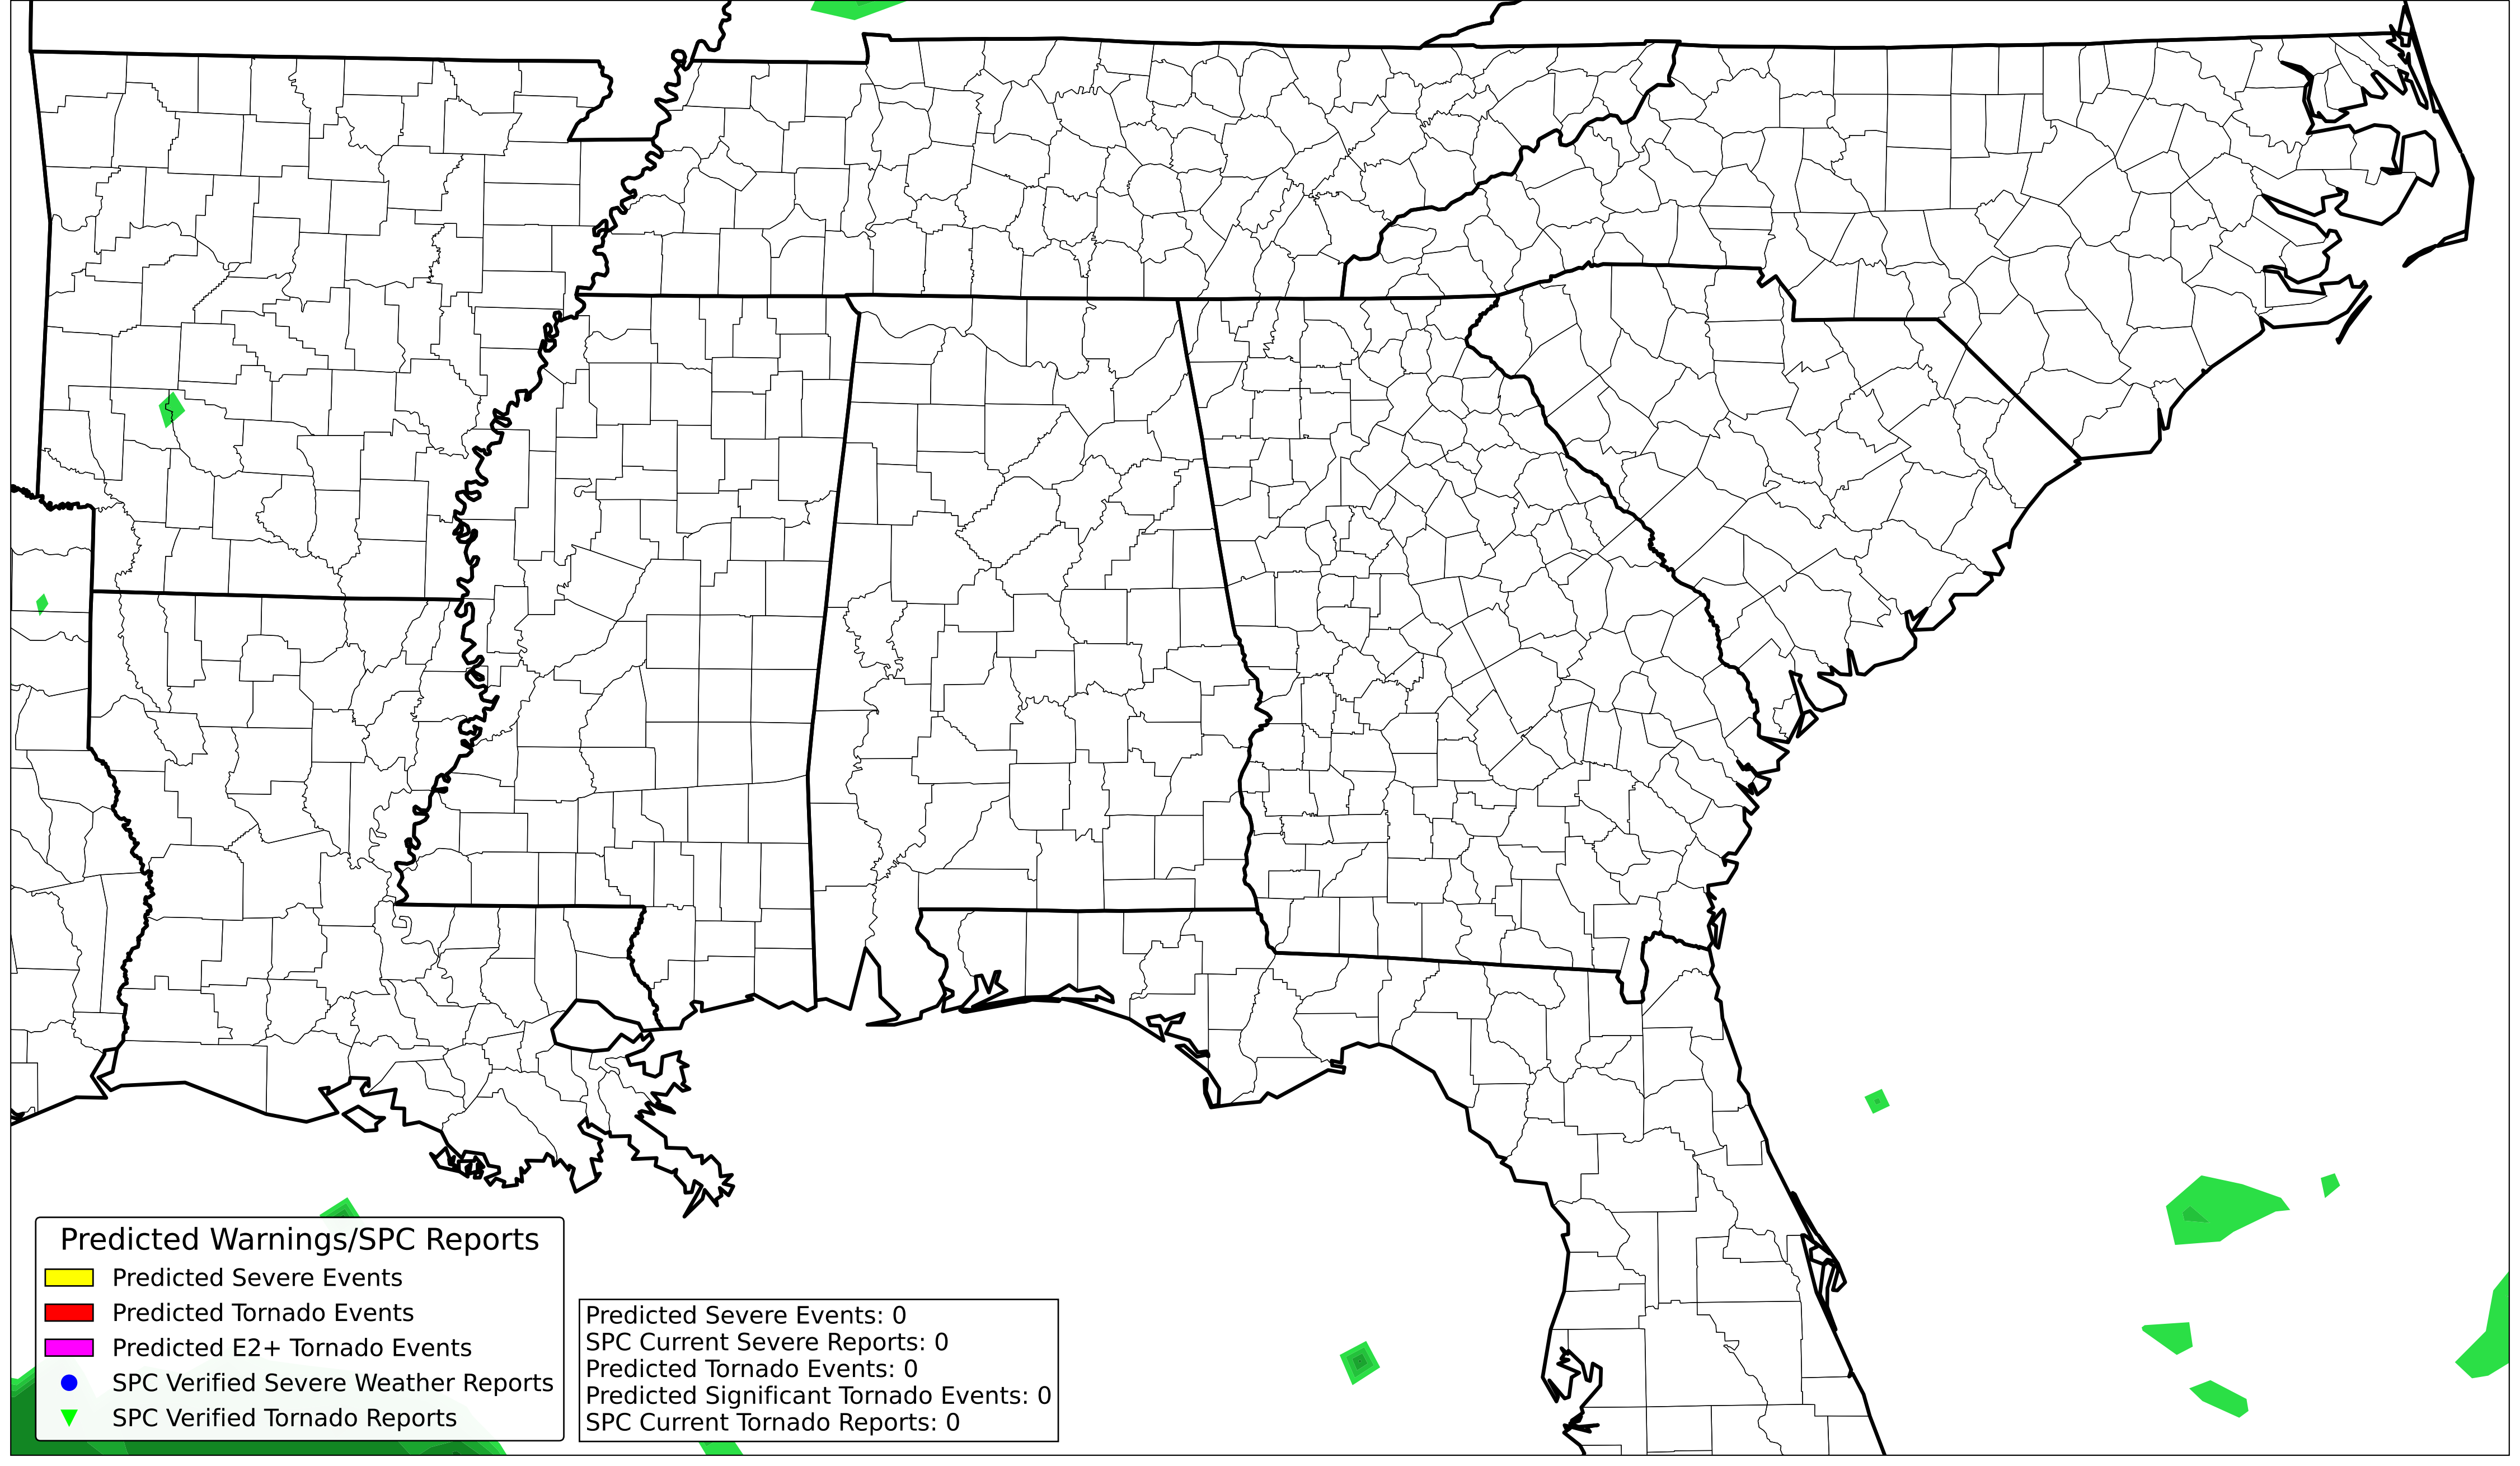 Predicted Warnings/SPC Reports
Predicted Severe Events
Predicted Tornado Events
Predicted E2+ Tornado Events
SPC Verified Severe Weather Reports
SPC Verified Tornado Reports
Predicted Severe Events: 0
SPC Current Severe Reports: 0
Predicted Tornado Events: 0
Predicted Significant Tornado Events: 0
SPC Current Tornado Reports: 0